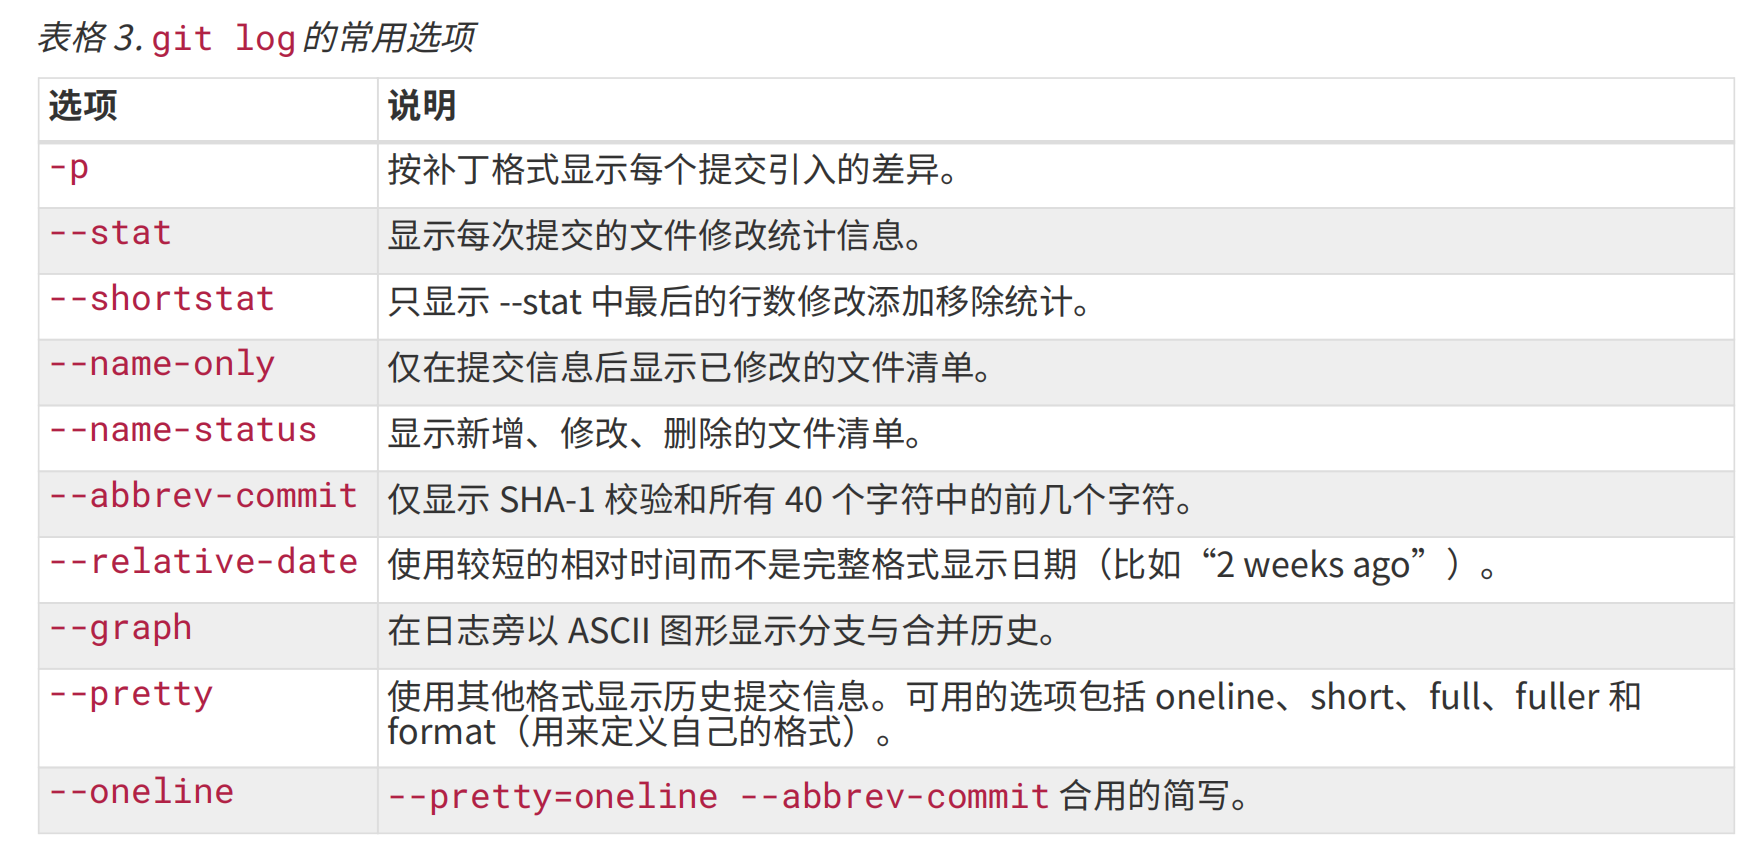 表格 3. git log 的常用选项
选项 说明
-p 按补丁格式显示每个提交引入的差异。
--stat 显示每次提交的文件修改统计信息。
--shortstat 只显示 --stat 中最后的行数修改添加移除统计。
--name-only 仅在提交信息后显示已修改的文件清单。
--name-status 显示新增、修改、删除的文件清单。
--abbrev-commit 仅显示 SHA-1 校验和所有 40 个字符中的前几个字符。
--relative-date 使用较短的相对时间而不是完整格式显示日期（比如“2 weeks ago”）。
--graph 在日志旁以 ASCII 图形显示分支与合并历史。
--pretty 使用其他格式显示历史提交信息。可用的选项包括 oneline、short、full、fuller 和
format（用来定义自己的格式）。
--oneline --pretty=oneline --abbrev-commit 合用的简写。